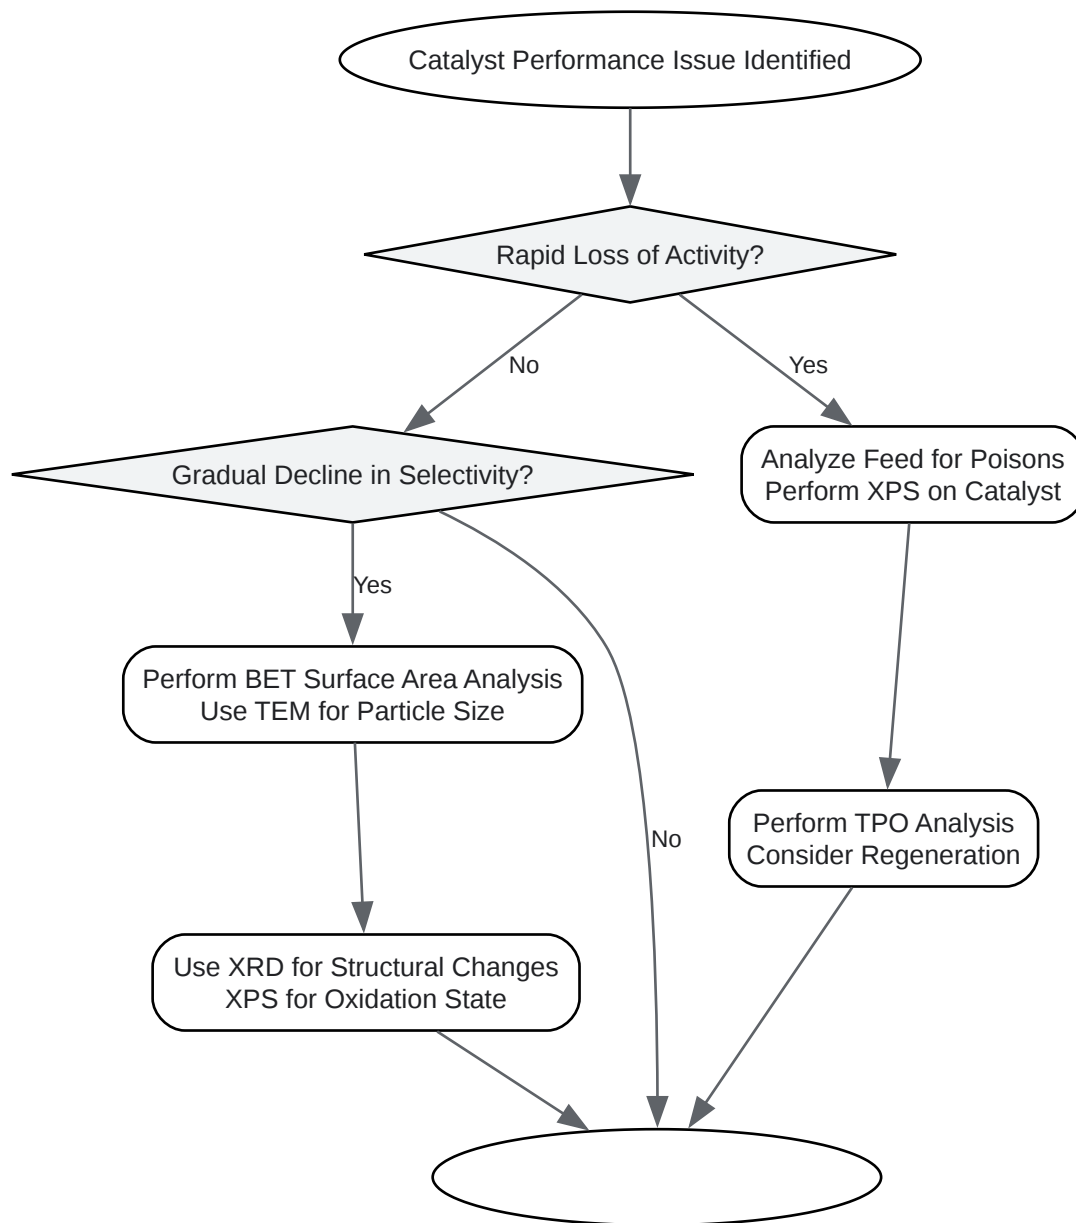 Catalyst Performance Issue Identified
Rapid Loss of Activity?
No
Yes
Gradual Decline in Selectivity?
Analyze Feed for Poisons
Perform XPS on Catalyst
Yes
Perform BET Surface Area Analysis
Use TEM for Particle Size
No
Perform TPO Analysis
Consider Regeneration
Use XRD for Structural Changes
XPS for Oxidation State